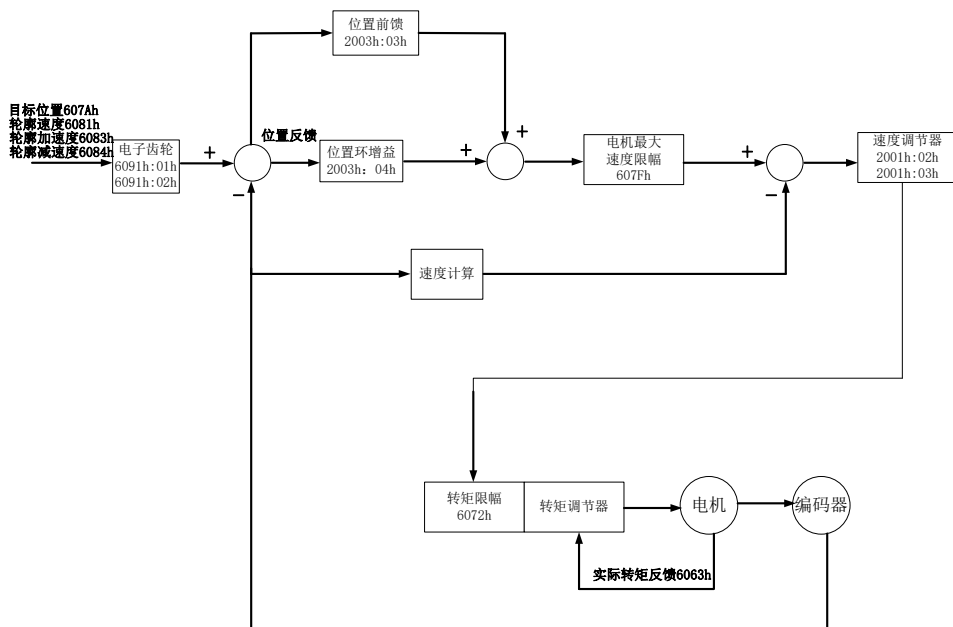 位置前馈
2003h:03h
目标位置607Ah
轮廓速度6081h
轮廓加速度6083h
轮廓减速度6084h
电子齿轮
6091h:01h
6091h:02h
+
−
位置反馈
位置环增益
2003h: 04h
+
+
电机最大
速度限幅
607Fh
+
−
速度调节器
2001h:02h
2001h:03h
速度计算
转矩限幅
6072h
转矩调节器
电机
编码器
实际转矩反馈6063h